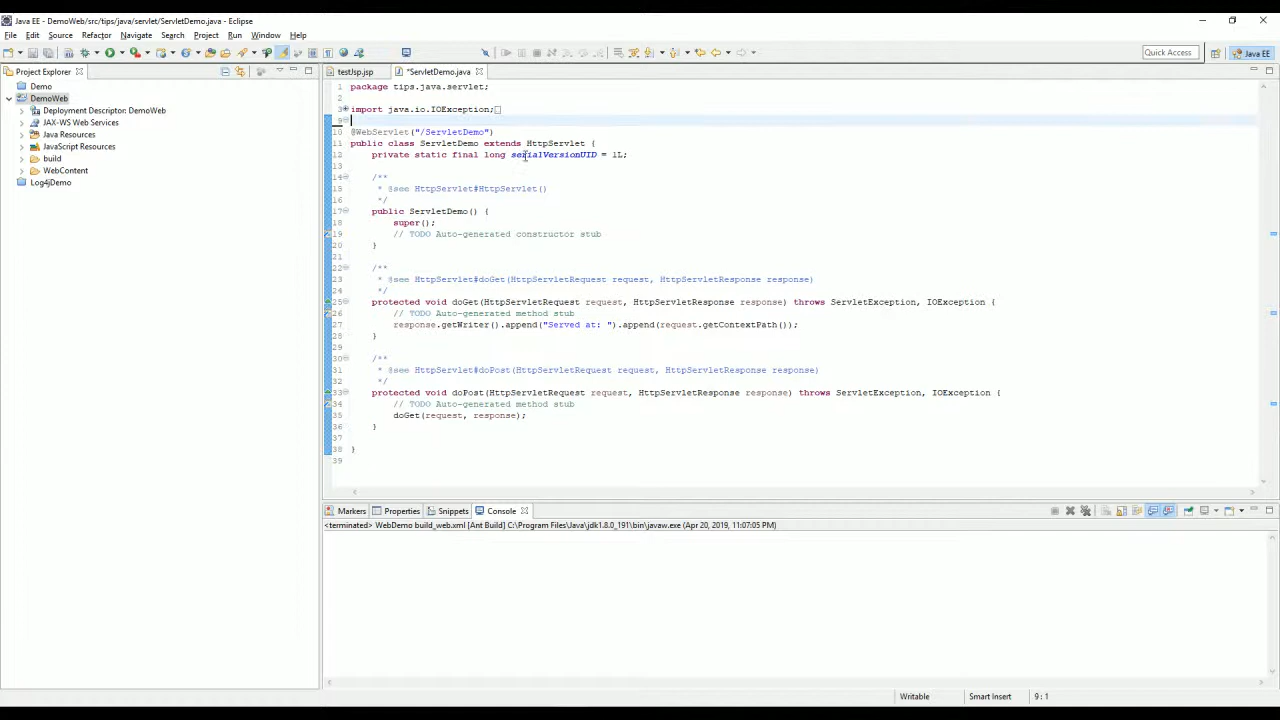 Java EE - DemoWeb/src/tips/java/servlet/ServletDemo.java - Eclipse
File Edit Source Refactor Navigate Search Project Run Window Help
Quick Access
Java EE
Project Explorer
Demo
DemoWeb
Deployment Descriptor: DemoWeb
JAX-WS Web Services
Java Resources
JavaScript Resources
build
WebContent
Log4jDemo
testJsp.jsp
*ServletDemo.java
1 package tips.java.servlet;
2
3 import java.io.IOException;
9
10 @WebServlet("/ServletDemo")
11 public class ServletDemo extends HttpServlet {
12 private static final long serialVersionUID = 1L;
13
14 /**
15 * @see HttpServlet#HttpServlet()
16 */
17 public ServletDemo() {
18 super();
19 // TODO Auto-generated constructor stub
20 }
21
22 /**
23 * @see HttpServlet#doGet(HttpServletRequest request, HttpServletResponse response)
24 */
25 protected void doGet(HttpServletRequest request, HttpServletResponse response) throws ServletException, IOException {
26 // TODO Auto-generated method stub
27 response.getWriter().append("Served at: ").append(request.getContextPath());
28 }
29
30 /**
31 * @see HttpServlet#doPost(HttpServletRequest request, HttpServletResponse response)
32 */
33 protected void doPost(HttpServletRequest request, HttpServletResponse response) throws ServletException, IOException {
34 // TODO Auto-generated method stub
35 doGet(request, response);
36 }
37
38 }
39
Markers Properties Snippets Console
<terminated> WebDemo build_web.xml [Ant Build] C:\Program Files\Java\jdk1.8.0_191\bin\javaw.exe (Apr 20, 2019, 11:07:05 PM)
Writable Smart Insert 9 : 1